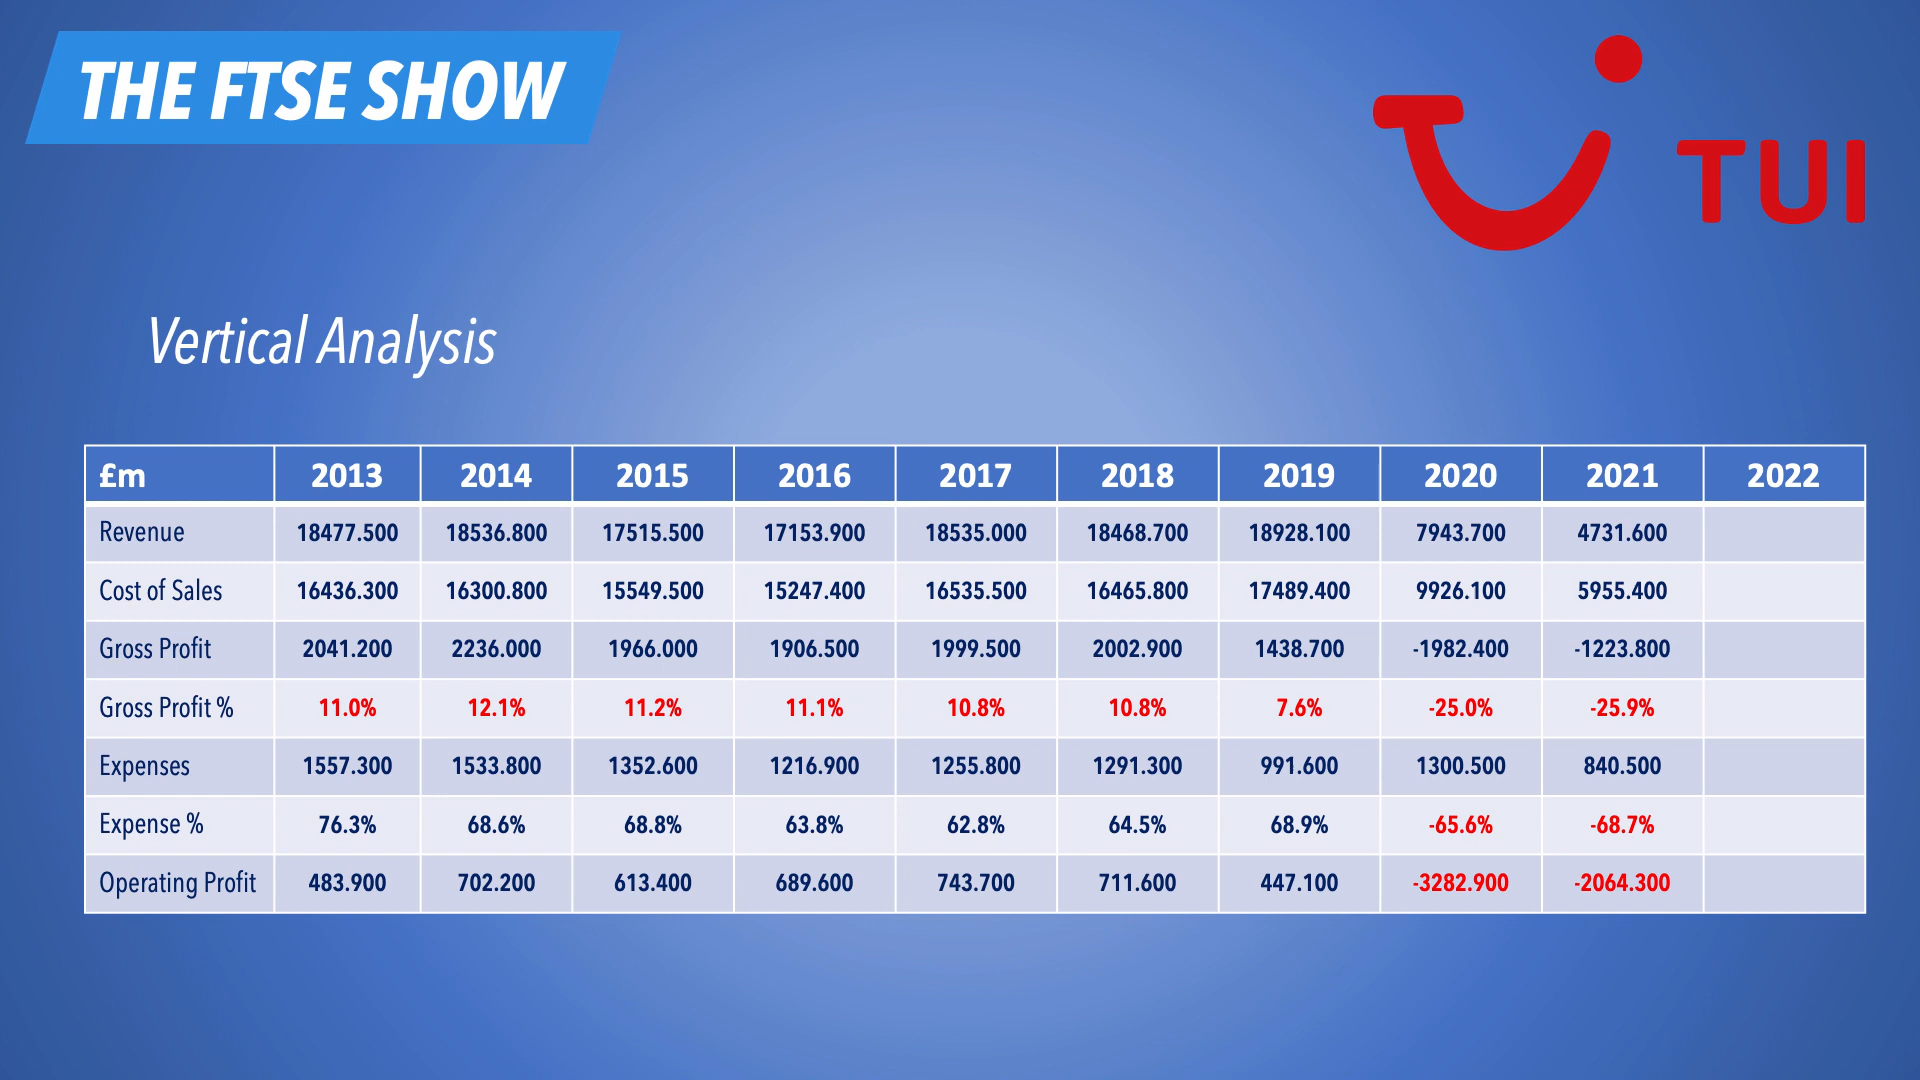 THE FTSE SHOW
TUI
Vertical Analysis
£m 2013 2014 2015 2016 2017 2018 2019 2020 2021 2022
Revenue 18477.500 18536.800 17515.500 17153.900 18535.000 18468.700 18928.100 7943.700 4731.600
Cost of Sales 16436.300 16300.800 15549.500 15247.400 16535.500 16465.800 17489.400 9926.100 5955.400
Gross Profit 2041.200 2236.000 1966.000 1906.500 1999.500 2002.900 1438.700 -1982.400 -1223.800
Gross Profit % 11.0% 12.1% 11.2% 11.1% 10.8% 10.8% 7.6% -25.0% -25.9%
Expenses 1557.300 1533.800 1352.600 1216.900 1255.800 1291.300 991.600 1300.500 840.500
Expense % 76.3% 68.6% 68.8% 63.8% 62.8% 64.5% 68.9% -65.6% -68.7%
Operating Profit 483.900 702.200 613.400 689.600 743.700 711.600 447.100 -3282.900 -2064.300